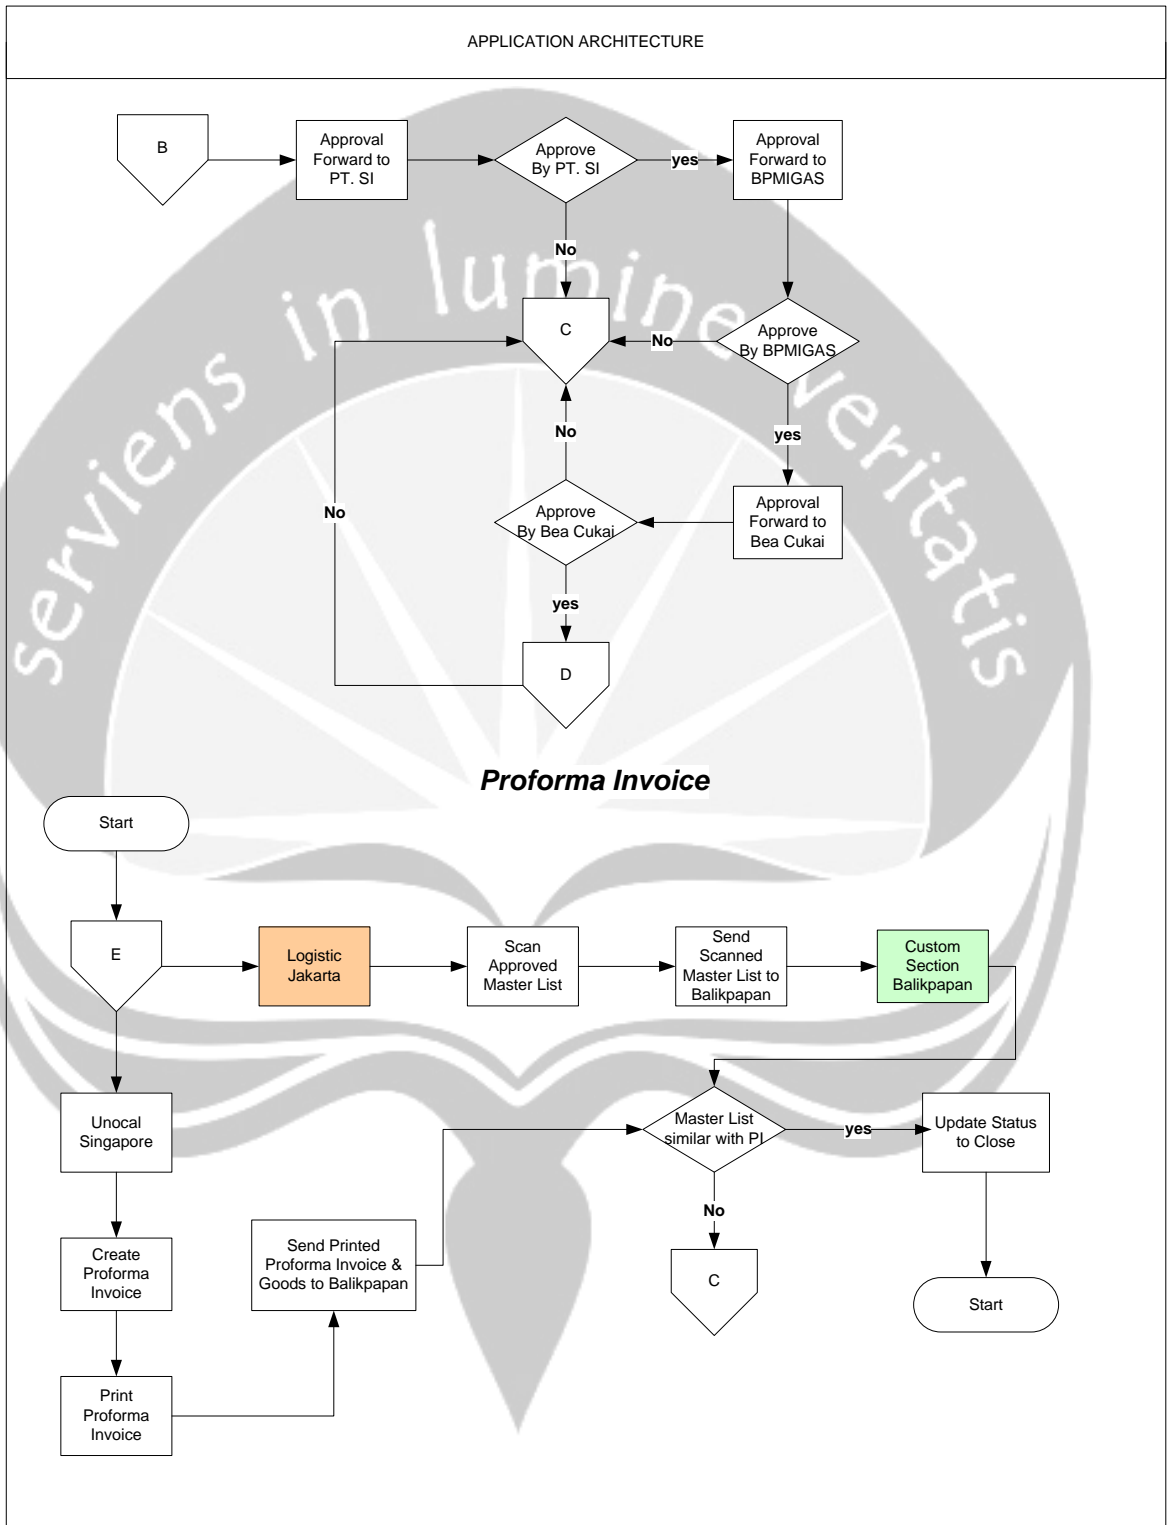 APPLICATION ARCHITECTURE
B
Approval
Forward to
PT. SI
Approve
By PT. SI
yes
Approval
Forward to
BPMIGAS
No
C
No
Approve
By BPMIGAS
yes
No
Approve
By Bea Cukai
Approval
Forward to
Bea Cukai
No
yes
D
serviens in lumine veritatis
Proforma Invoice
Start
E
Logistic
Jakarta
Scan
Approved
Master List
Send
Scanned
Master List to
Balikpapan
Custom
Section
Balikpapan
Unocal
Singapore
Master List
similar with PI
yes
Update Status
to Close
No
Create
Proforma
Invoice
Send Printed
Proforma Invoice &
Goods to Balikpapan
C
Start
Print
Proforma
Invoice